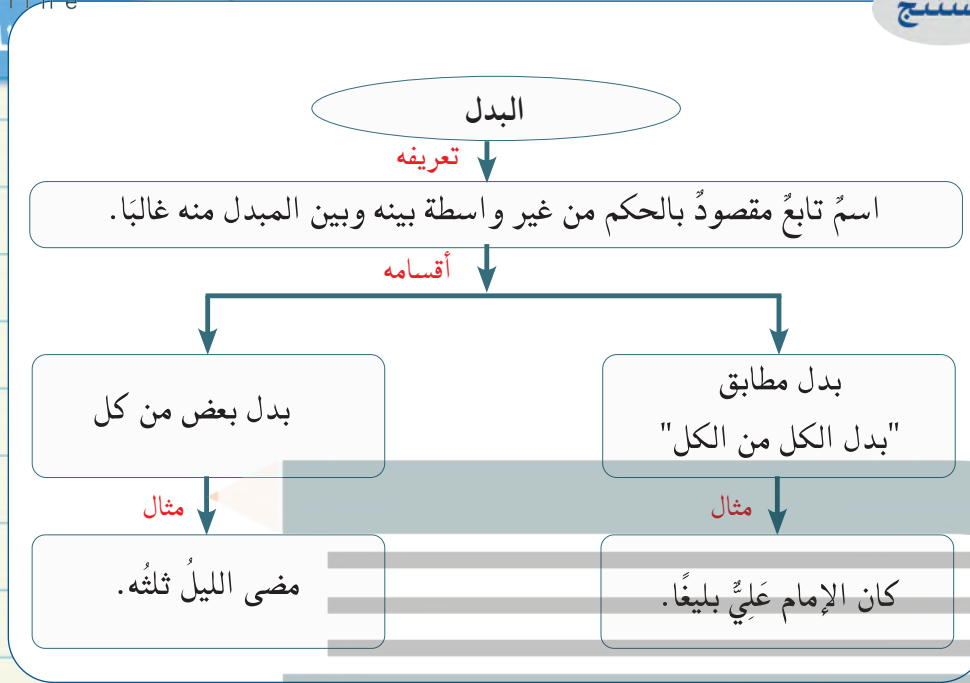 البدل
تعريفه
اسمٌ تابعٌ مقصودٌ بالحكم من غير واسطة بينه وبين المبدل منه غالبًا.
أقسامه
بدل مطابق
"بدل الكل من الكل"
مثال
كان الإمام عَلِيٌّ بليغًا.
بدل بعض من كل
مثال
مضى الليلُ ثلثُه.